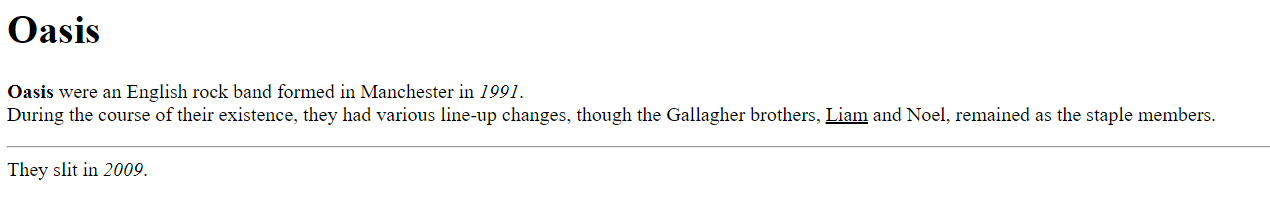 Oasis
Oasis were an English rock band formed in Manchester in 1991.
During the course of their existence, they had various line-up changes, though the Gallagher brothers, Liam and Noel, remained as the staple members.
They slit in 2009.